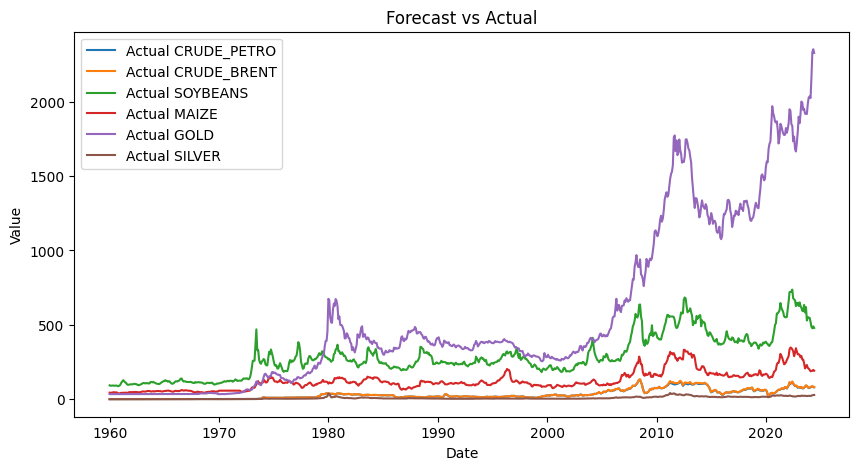 Forecast vs Actual
Actual CRUDE_PETRO
Actual CRUDE_BRENT
Actual SOYBEANS
Actual MAIZE
Actual GOLD
Actual SILVER
Value
2000
1500
1000
500
0
1960 1970 1980 1990 2000 2010 2020
Date